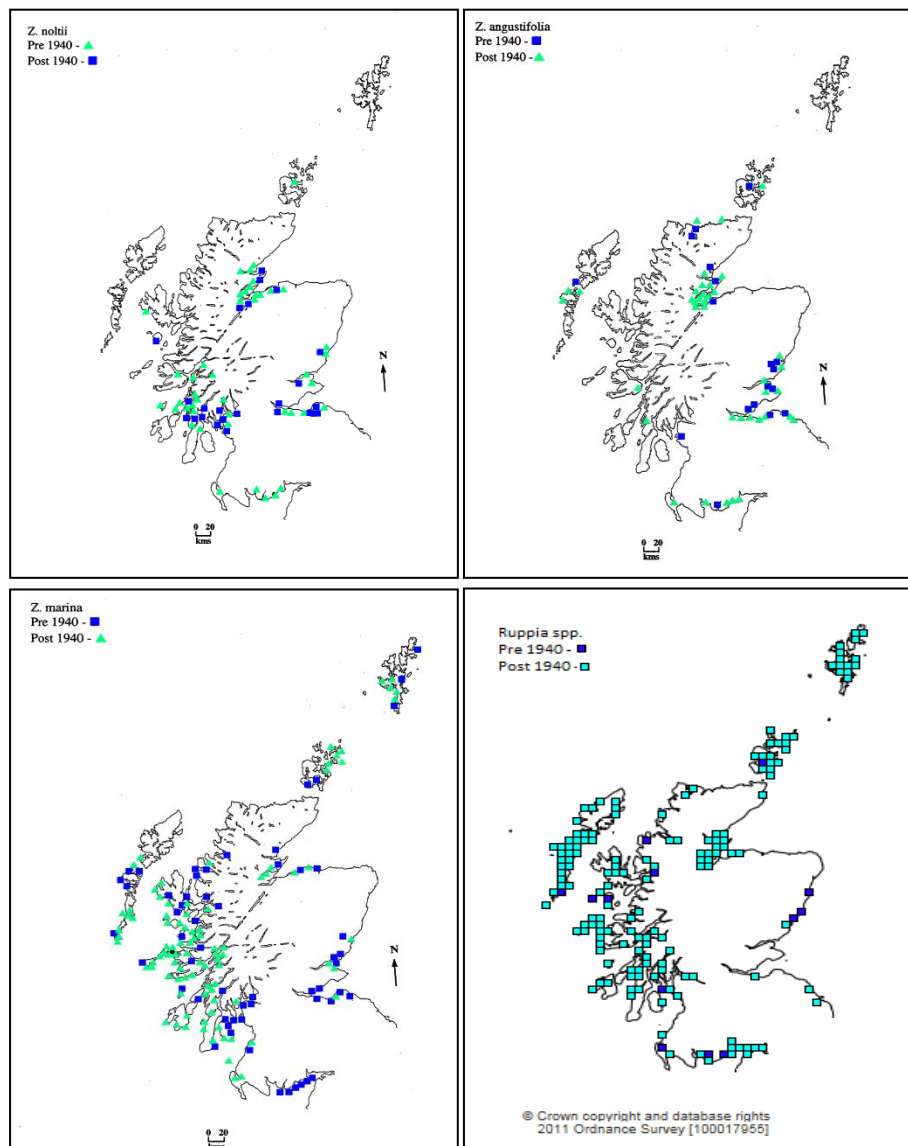 Z. noltii
Pre 1940 -
Post 1940 -
N
0 20
kms
Z. angustifolia
Pre 1940 -
Post 1940 -
N
0 20
kms
Z. marina
Pre 1940 -
Post 1940 -
N
0 20
kms
Ruppia spp.
Pre 1940 -
Post 1940 -
© Crown copyright and database rights
2011 Ordnance Survey [100017955]